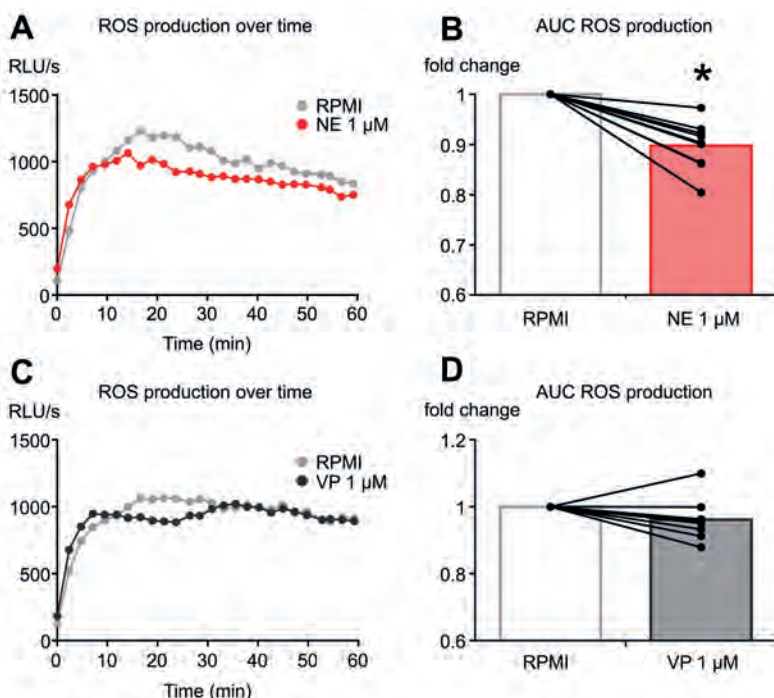 A
ROS production over time
RLU/s
1500
1000
500
0
RPMI
NE 1 µM
0 10 20 30 40 50 60
Time (min)
B
AUC ROS production
fold change
*
1
0.9
0.8
0.7
0.6
RPMI NE 1 µM
C
ROS production over time
RLU/s
1500
1000
500
0
RPMI
VP 1 µM
0 10 20 30 40 50 60
Time (min)
D
AUC ROS production
fold change
1.2
1
0.8
0.6
RPMI VP 1 µM